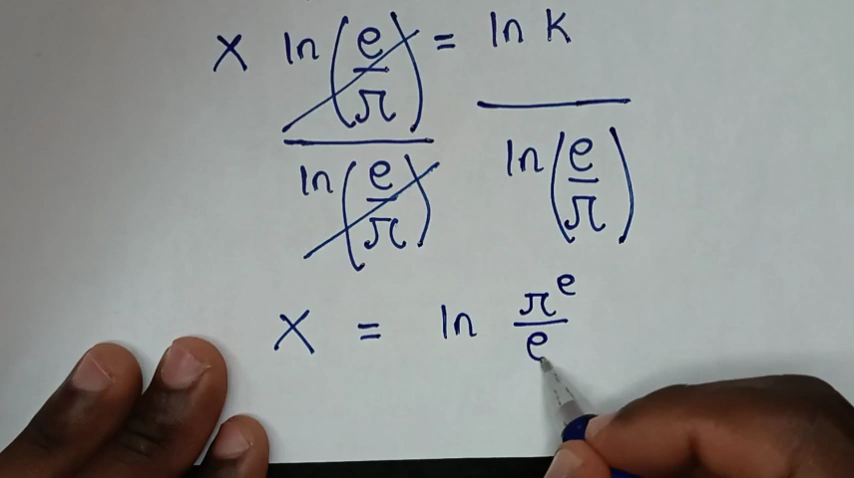 x ln(e/π) = ln k
ln(e/π) ln(e/π)
x = ln π^e/e